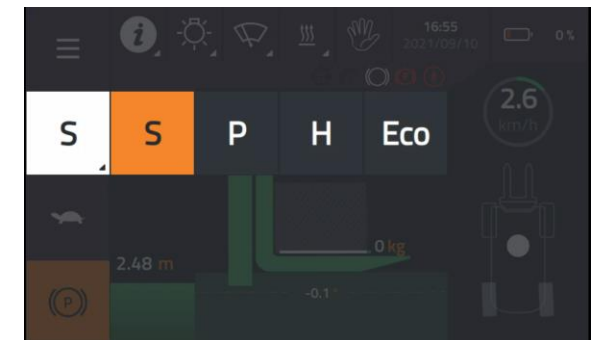 i 16:55
2021/09/10 0 %
2.6
km/h
S S P H Eco
0 kg
2.48 m
-0.1 °
(P)